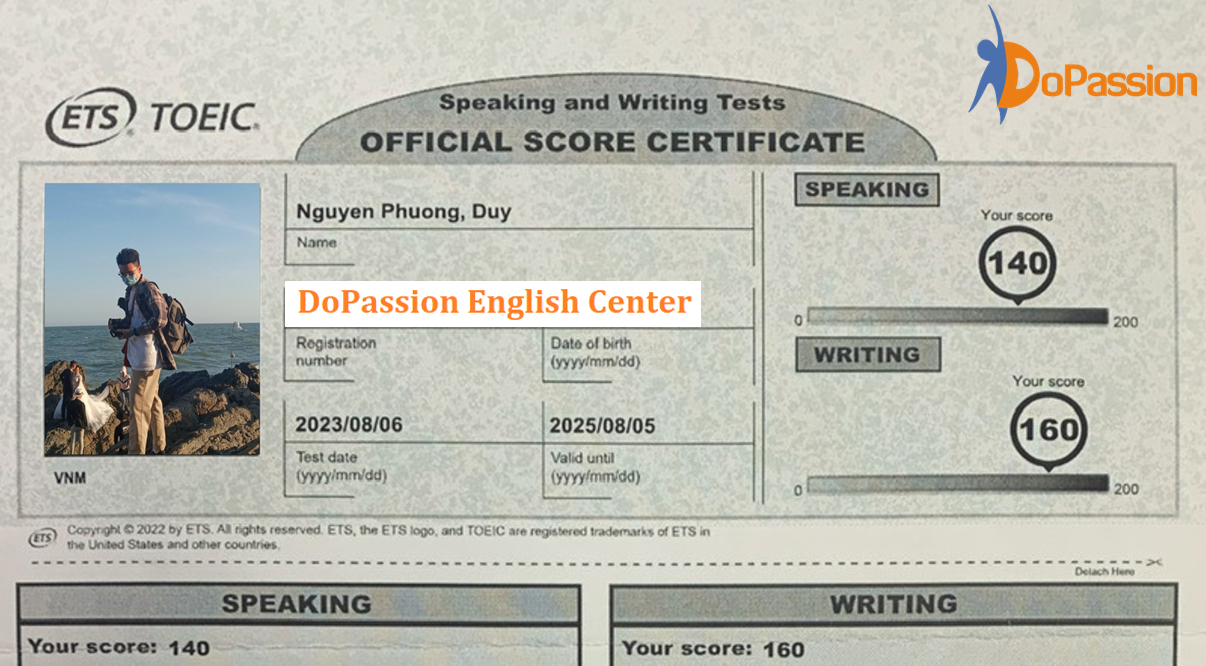 DoPassion
ETS TOEIC®
Speaking and Writing Tests
OFFICIAL SCORE CERTIFICATE
Nguyen Phuong, Duy
Name
DoPassion English Center
Registration
number
Date of birth
(yyyy/mm/dd)
2023/08/06
2025/08/05
Test date
(yyyy/mm/dd)
Valid until
(yyyy/mm/dd)
VNM
SPEAKING
Your score
140
0
200
WRITING
Your score
160
0
200
ETS
Copyright © 2022 by ETS. All rights reserved. ETS, the ETS logo, and TOEIC are registered trademarks of ETS in
the United States and other countries.
Detach Here
SPEAKING
Your score: 140
WRITING
Your score: 160